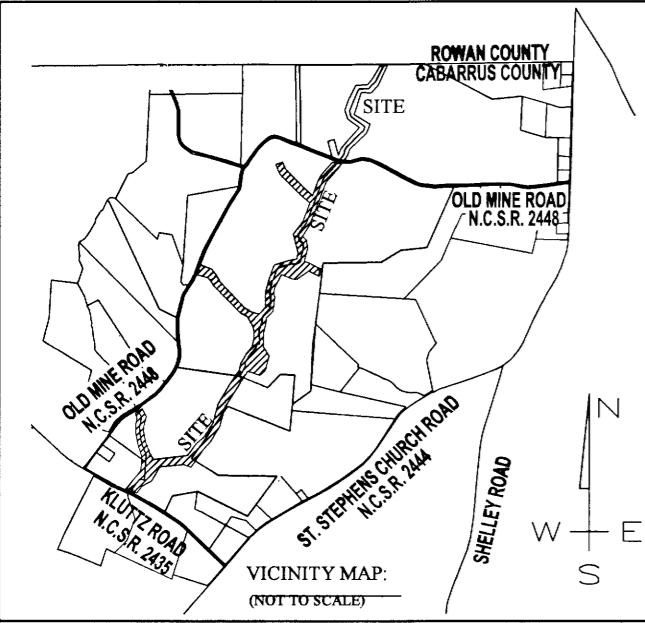 ROWAN COUNTY
CABARRUS COUNTY
SITE
OLD MINE ROAD
N.C.S.R. 2448
SITE
OLD MINE ROAD
N.C.S.R. 2448
SITE
KLUTTZ ROAD
N.C.S.R. 2435
ST. STEPHENS CHURCH ROAD
N.C.S.R. 2444
SHELLEY ROAD
N
W E
S
VICINITY MAP:
(NOT TO SCALE)